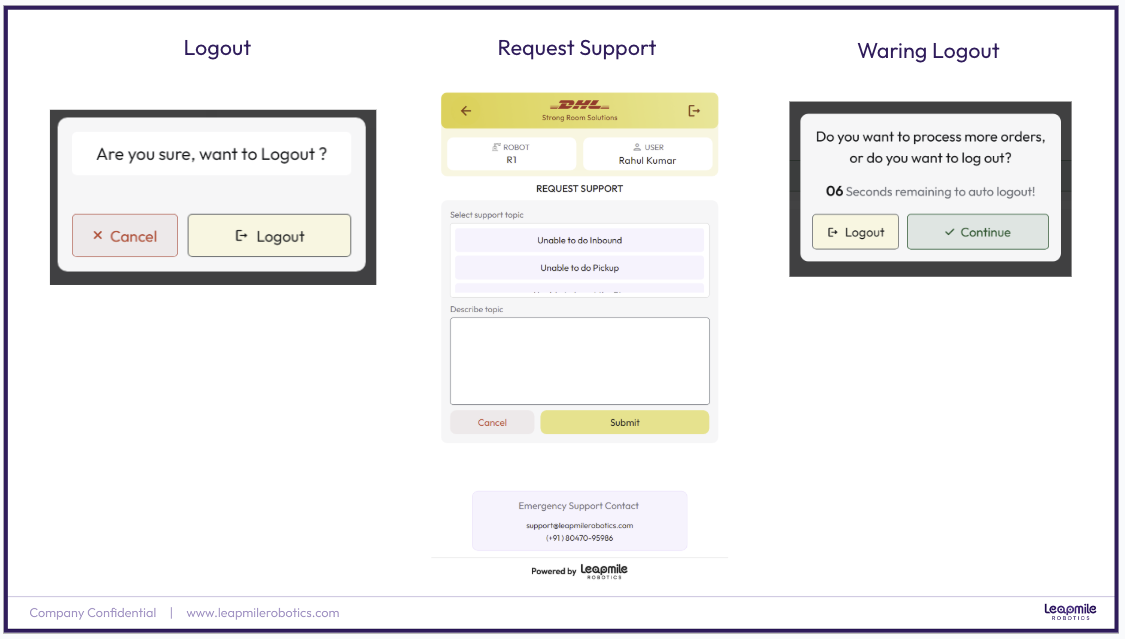 Logout
Are you sure, want to Logout ?
Cancel
Logout
Request Support
DHL
Strong Room Solutions
ROBOT
R1
USER
Rahul Kumar
REQUEST SUPPORT
Select support topic
Unable to do Inbound
Unable to do Pickup
Describe topic
Cancel
Submit
Emergency Support Contact
support@leapmilerobotics.com
(+91) 80470-95986
Powered by Leapmile
ROBOTICS
Waring Logout
Do you want to process more orders,
or do you want to log out?
06 Seconds remaining to auto logout!
Logout
Continue
Company Confidential | www.leapmilerobotics.com
Leapmile
ROBOTICS